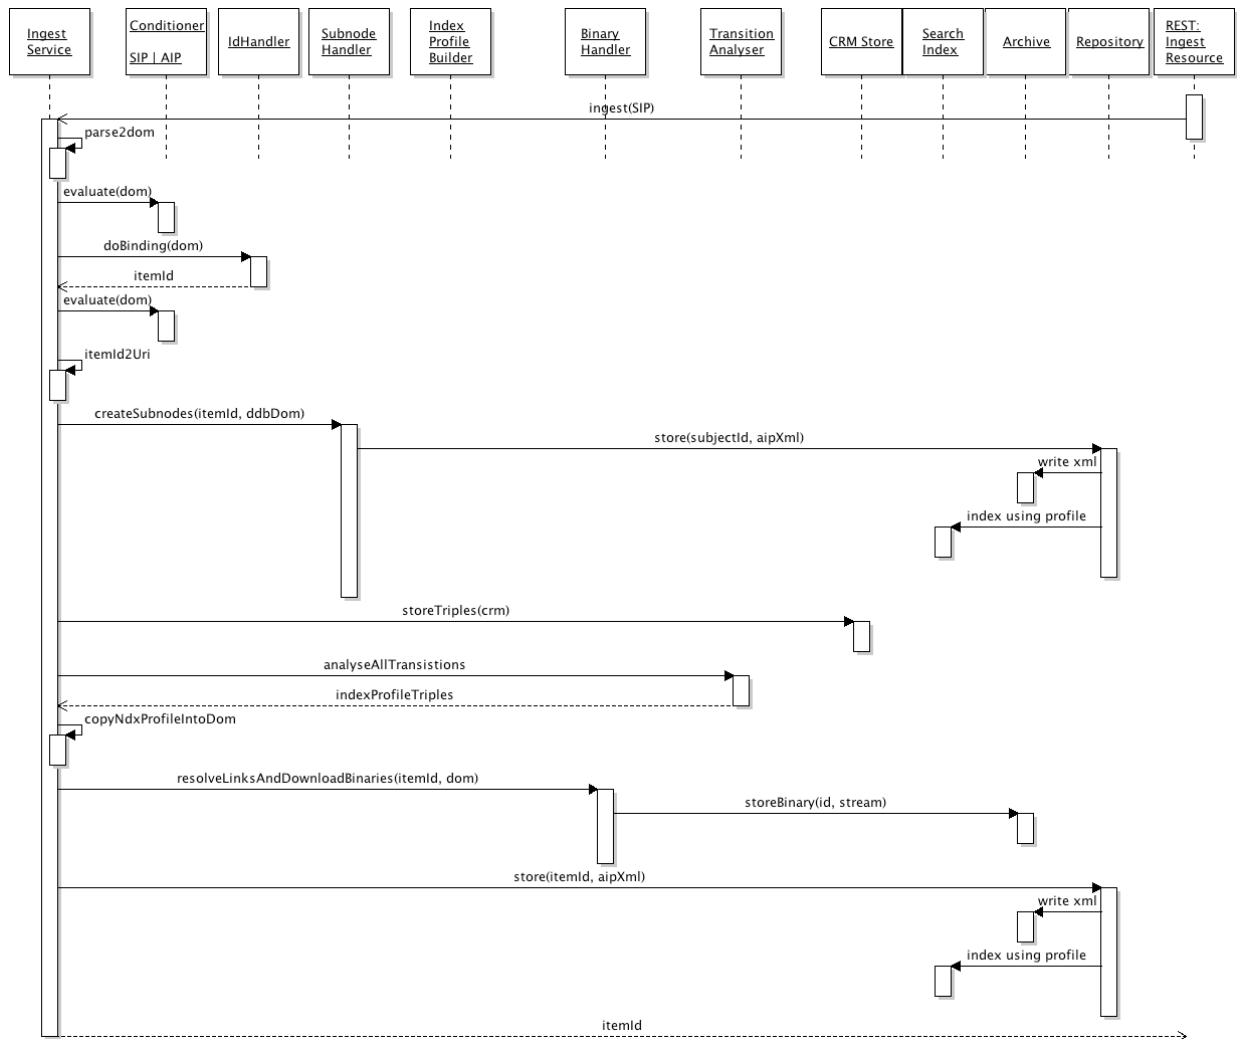 Ingest
Service
Conditioner
SIP | AIP
IdHandler
Subnode
Handler
Index
Profile
Builder
Binary
Handler
Transition
Analyser
CRM Store
Search
Index
Archive
Repository
REST:
Ingest
Resource
ingest(SIP)
parse2dom
evaluate(dom)
doBinding(dom)
itemId
evaluate(dom)
itemId2Uri
createSubnodes(itemId, ddbDom)
store(subjectId, aipXml)
write xml
index using profile
storeTriples(crm)
analyseAllTransistions
indexProfileTriples
copyNdxProfileIntoDom
resolveLinksAndDownloadBinaries(itemId, dom)
storeBinary(id, stream)
store(itemId, aipXml)
write xml
index using profile
itemId